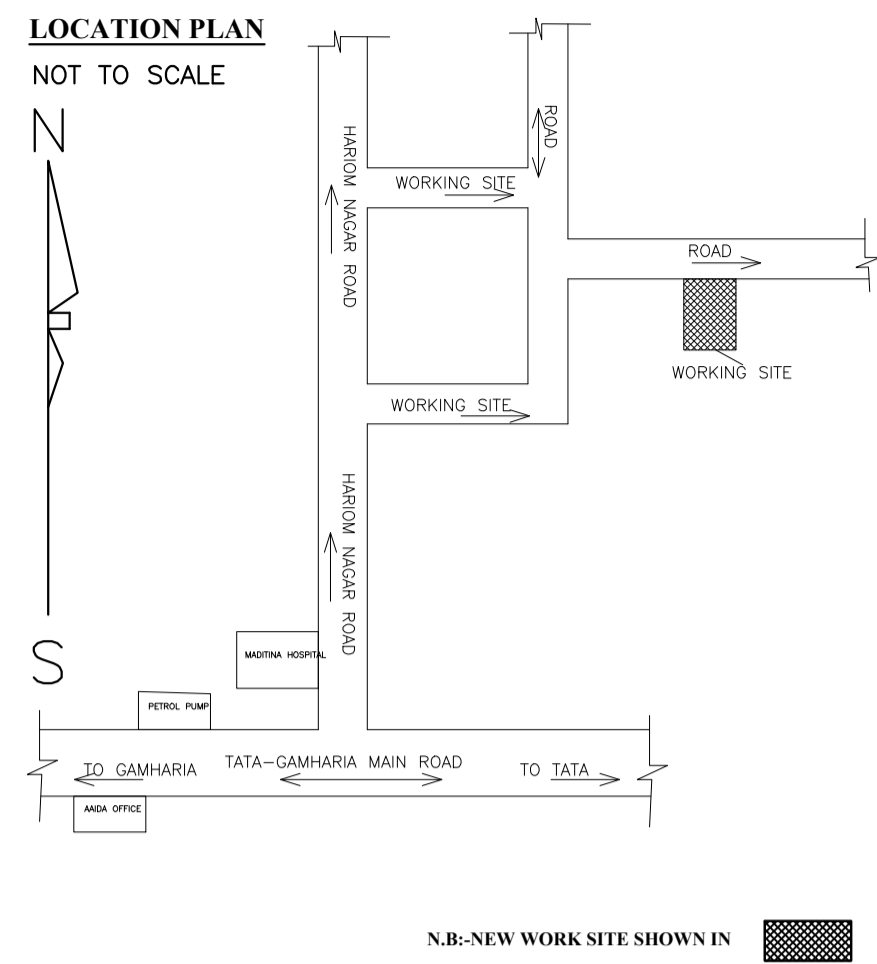 LOCATION PLAN
NOT TO SCALE
N
HARIOM NAGAR ROAD
ROAD
WORKING SITE
ROAD
WORKING SITE
WORKING SITE
HARIOM NAGAR ROAD
S
MADITINA HOSPITAL
PETROL PUMP
TO GAMHARIA
TATA-GAMHARIA MAIN ROAD
TO TATA
AAIDA OFFICE
N.B:-NEW WORK SITE SHOWN IN